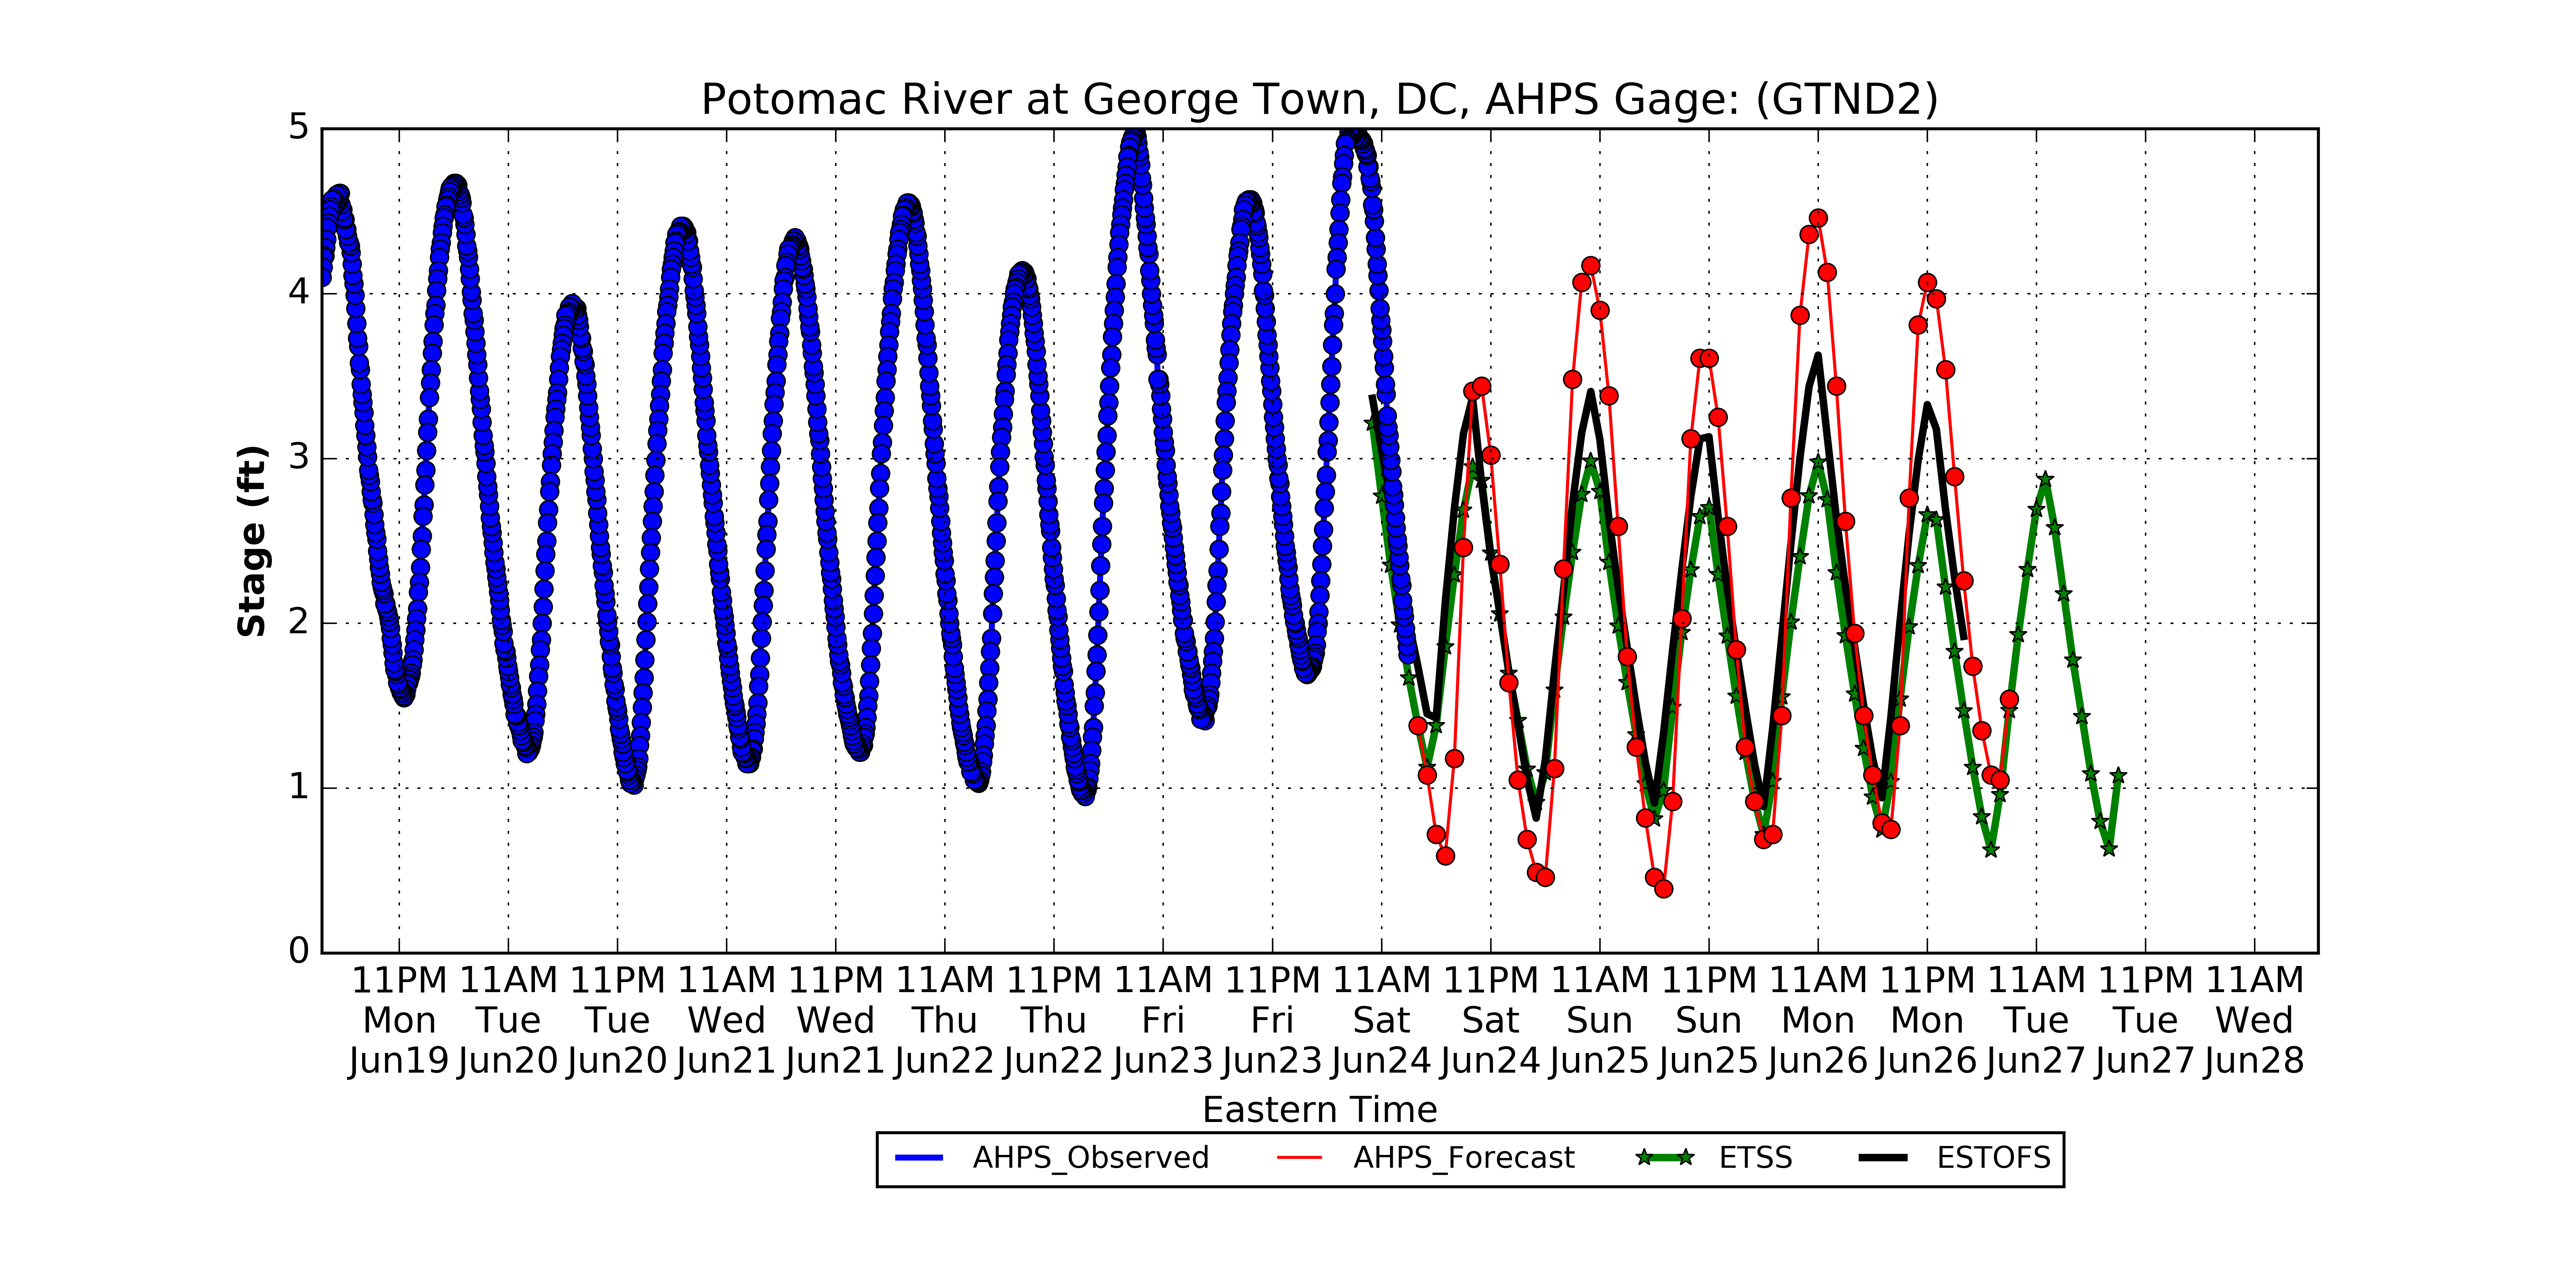 Potomac River at George Town, DC, AHPS Gage: (GTND2)
5
4
3
2
1
0
Stage (ft)
11PM 11AM 11PM 11AM 11PM 11AM 11PM 11AM 11PM 11AM 11PM 11AM 11PM 11AM 11PM 11AM 11PM 11AM
Mon Tue Tue Wed Wed Thu Thu Fri Fri Sat Sat Sun Sun Mon Mon Tue Tue Wed
Jun19 Jun20 Jun20 Jun21 Jun21 Jun22 Jun22 Jun23 Jun23 Jun24 Jun24 Jun25 Jun25 Jun26 Jun26 Jun27 Jun27 Jun28
Eastern Time
AHPS_Observed AHPS_Forecast ETSS ESTOFS